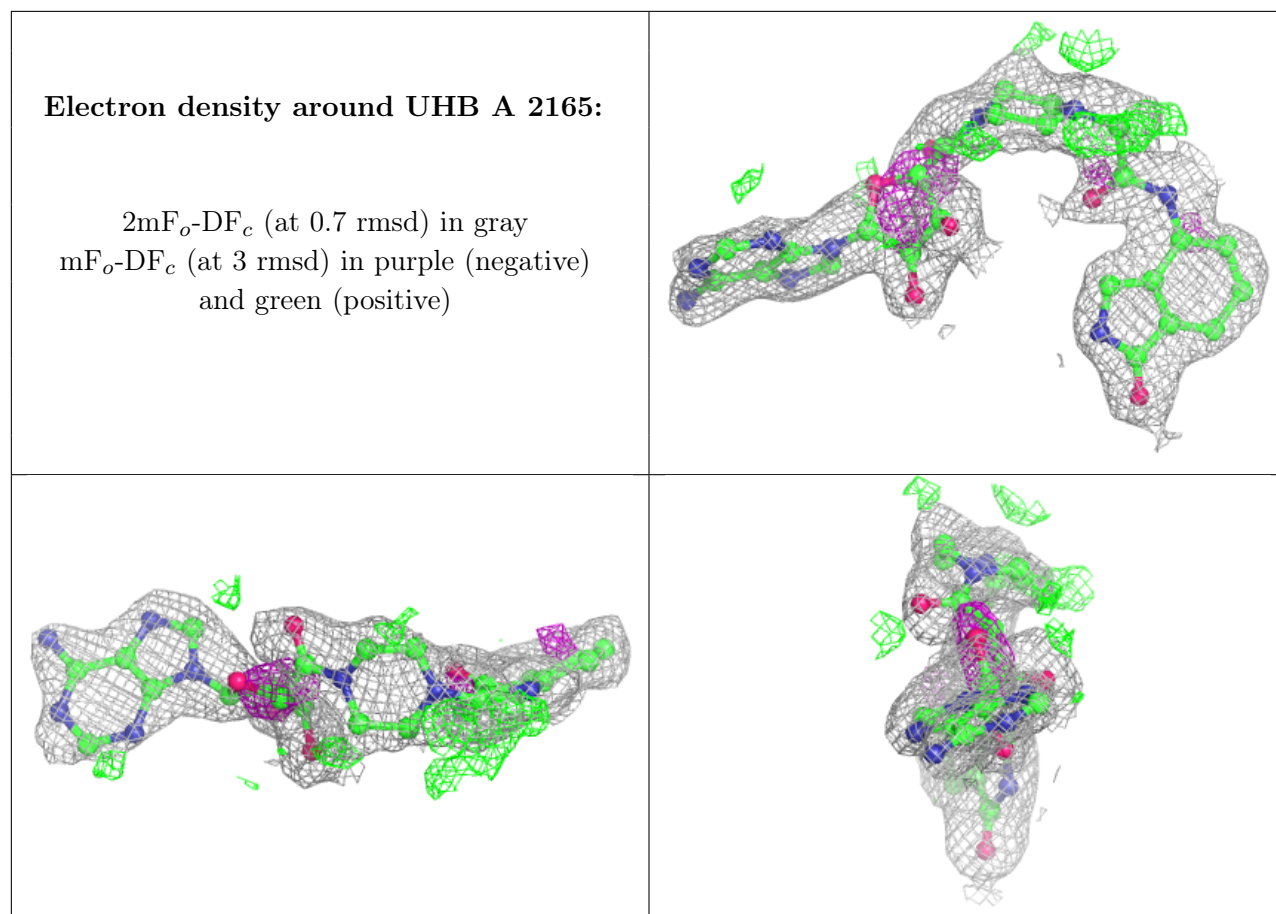 Electron density around UHB A 2165:
2mFₒ-DF𝒸 (at 0.7 rmsd) in gray
mFₒ-DF𝒸 (at 3 rmsd) in purple (negative)
and green (positive)